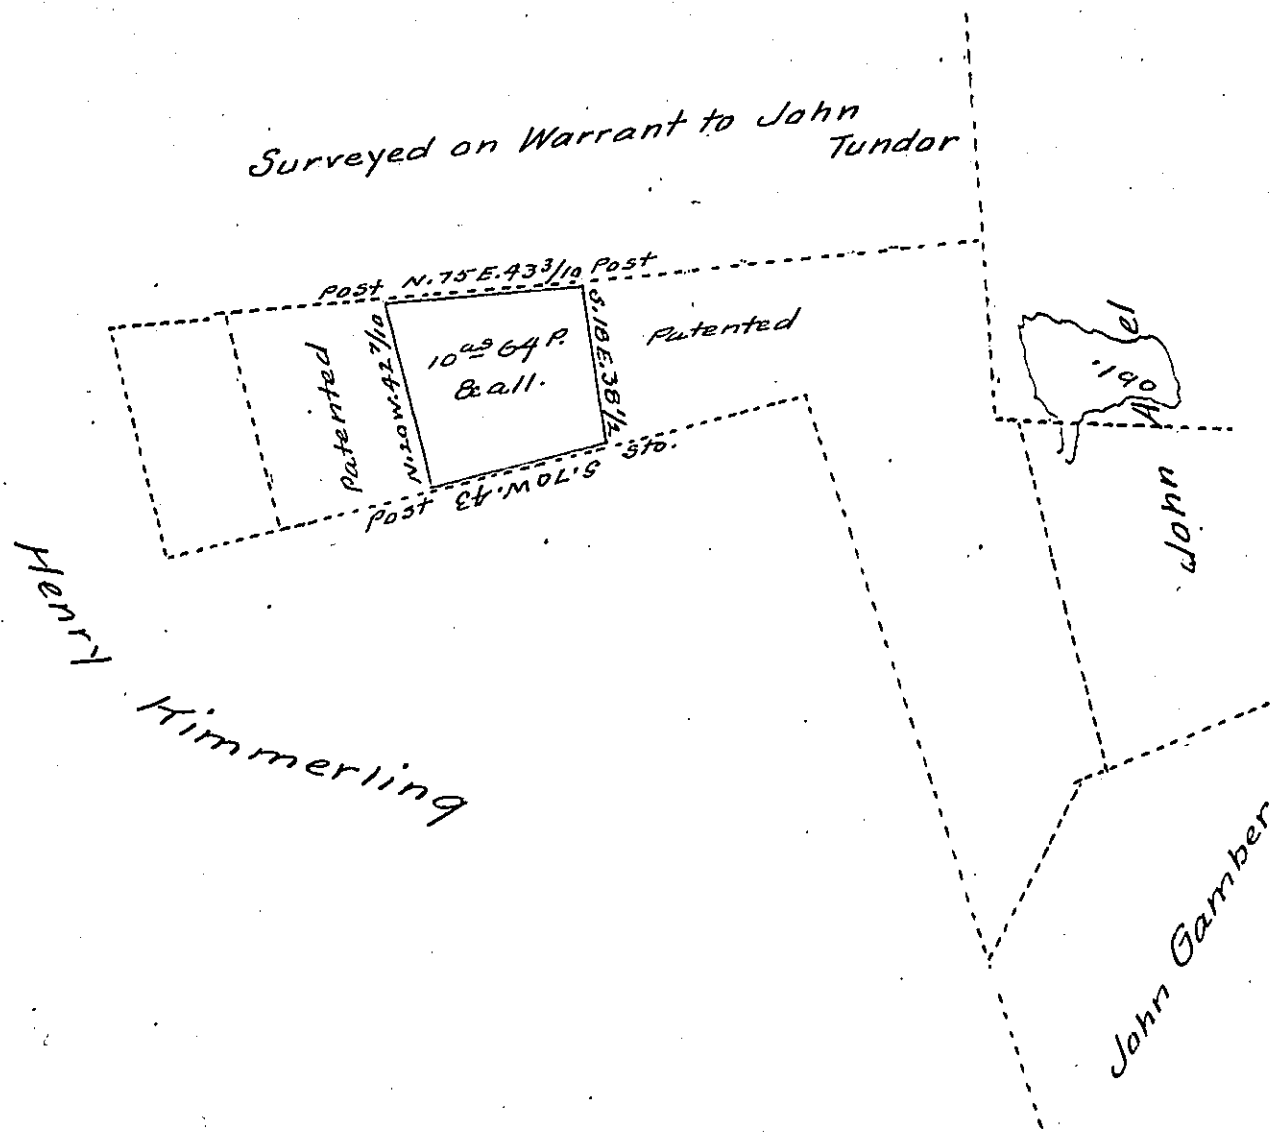 Surveyed on Warrant to John
Tundor
Post N.75 E.43 3/10 Post
N.20 W.42 7/10
10 as 64 P.
& all.
S.18 E.38 1/2
S.70 W.43
Sto.
Post
Patented
Patented
Henry Kimmerling
John
190
John Gamber